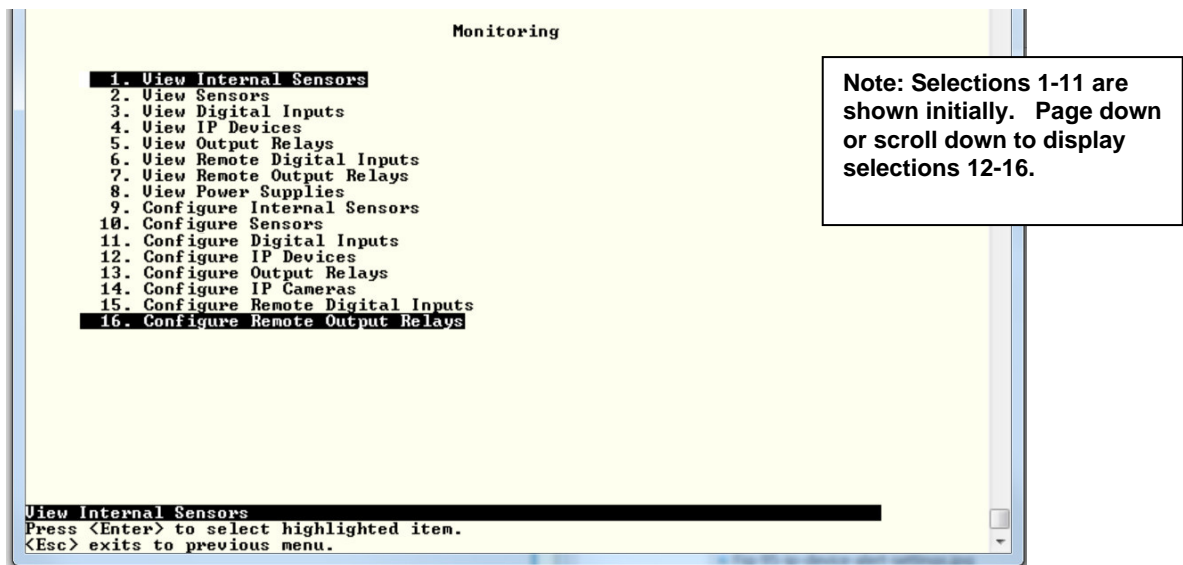 Monitoring
1. View Internal Sensors
2. View Sensors
3. View Digital Inputs
4. View IP Devices
5. View Output Relays
6. View Remote Digital Inputs
7. View Remote Output Relays
8. View Power Supplies
9. Configure Internal Sensors
10. Configure Sensors
11. Configure Digital Inputs
12. Configure IP Devices
13. Configure Output Relays
14. Configure IP Cameras
15. Configure Remote Digital Inputs
16. Configure Remote Output Relays
Note: Selections 1-11 are
shown initially. Page down
or scroll down to display
selections 12-16.
View Internal Sensors
Press <Enter> to select highlighted item.
<Esc> exits to previous menu.